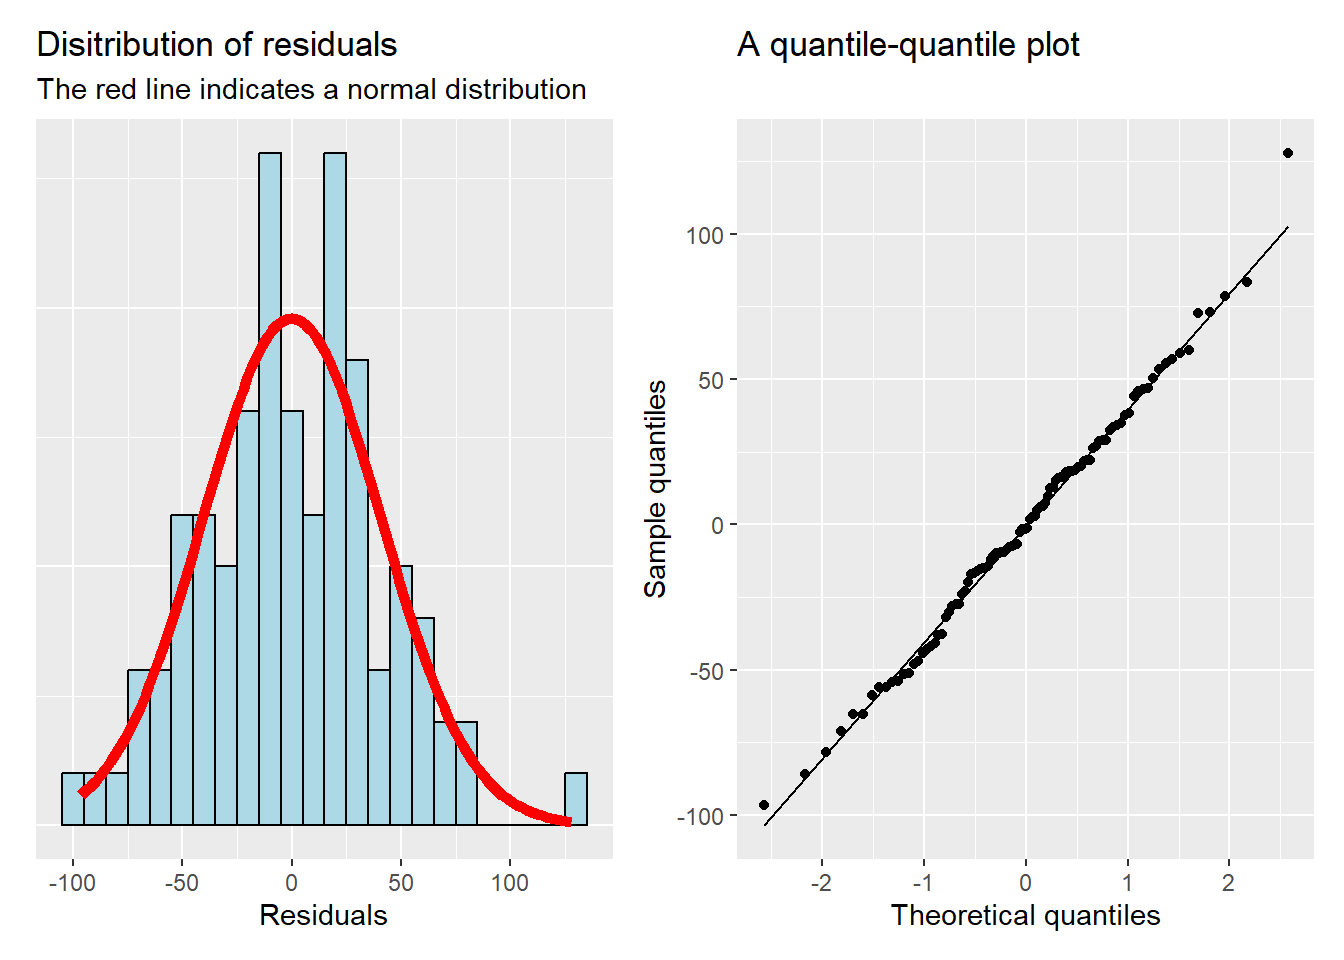 Disitribution of residuals
The red line indicates a normal distribution
-100 -50 0 50 100
Residuals
A quantile-quantile plot
100
50
0
-50
-100
Sample quantiles
-2 -1 0 1 2
Theoretical quantiles